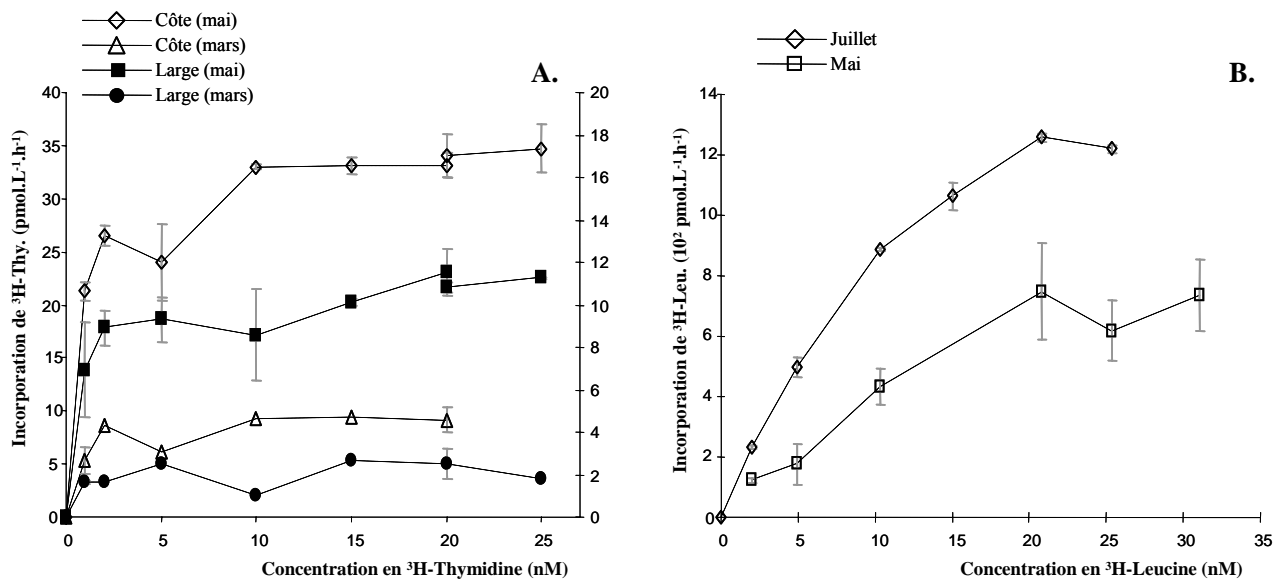 Côte (mai)
Côte (mars)
Large (mai)
Large (mars)
A.
40
35
30
25
20
15
10
5
0
20
18
16
14
12
10
8
6
4
2
0
Incorporation de ³H-Thy. (pmol.L⁻¹.h⁻¹)
0 5 10 15 20 25
Concentration en ³H-Thymidine (nM)
Juillet
Mai
B.
14
12
10
8
6
4
2
0
Incorporation de ³H-Leu. (10² pmol.L⁻¹.h⁻¹)
0 5 10 15 20 25 30 35
Concentration en ³H-Leucine (nM)